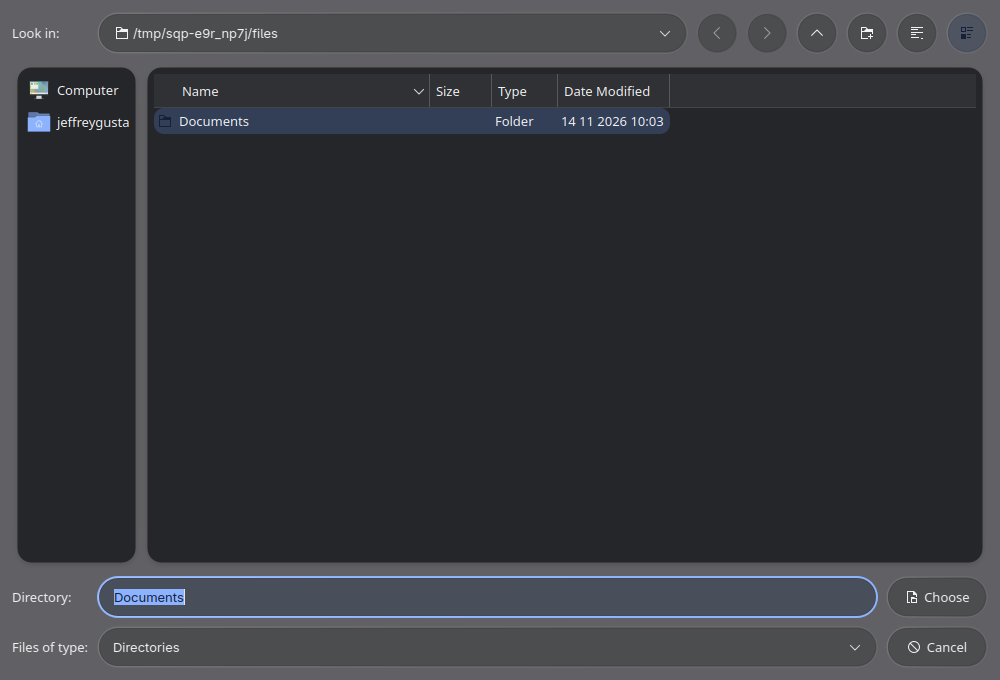 Look in: /tmp/sqp-e9r_np7j/files
Computer
jeffreygusta
Name Size Type Date Modified
Documents Folder 14 11 2026 10:03
Directory: Documents Choose
Files of type: Directories Cancel